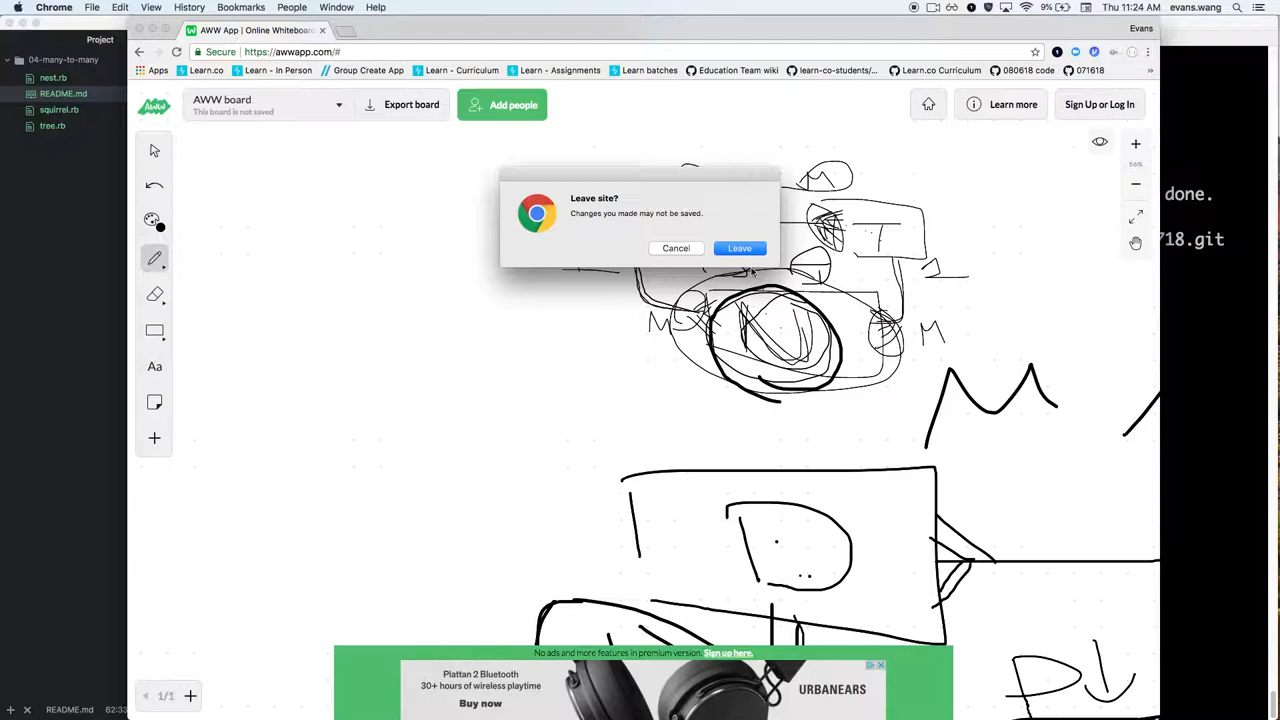 Chrome File Edit View History Bookmarks People Window Help 9% Thu 11:24 AM evans.wang
Project
04-many-to-many
nest.rb
README.md
squirrel.rb
tree.rb
AWW App | Online Whiteboard
Evans
Secure https://awwapp.com/#
Apps Learn.co Learn - In Person Group Create App Learn - Curriculum Learn - Assignments Learn batches Education Team wiki learn-co-students/... Learn.co Curriculum 080618 code 071618 »
AWW
AWW board
This board is not saved
Export board
Add people
Learn more
Sign Up or Log In
56%
Leave site?
Changes you made may not be saved.
Cancel
Leave
M
T
M
N
M
M
D
D
Aa
done.
718.git
No ads and more features in premium version. Sign up here.
Plattan 2 Bluetooth
30+ hours of wireless playtime
Buy now
URBANEARS
1/1
README.md 62:33